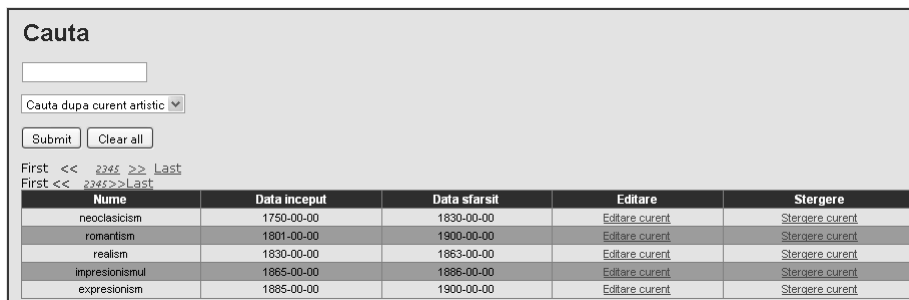 Cauta
Cauta dupa curent artistic
Submit Clear all
First << 2345 >> Last
First << 2345>>Last
Nume Data inceput Data sfarsit Editare Stergere
neoclasicism 1750-00-00 1830-00-00 Editare curent Stergere curent
romantism 1801-00-00 1900-00-00 Editare curent Stergere curent
realism 1830-00-00 1863-00-00 Editare curent Stergere curent
impresionismul 1865-00-00 1886-00-00 Editare curent Stergere curent
expresionism 1885-00-00 1900-00-00 Editare curent Stergere curent